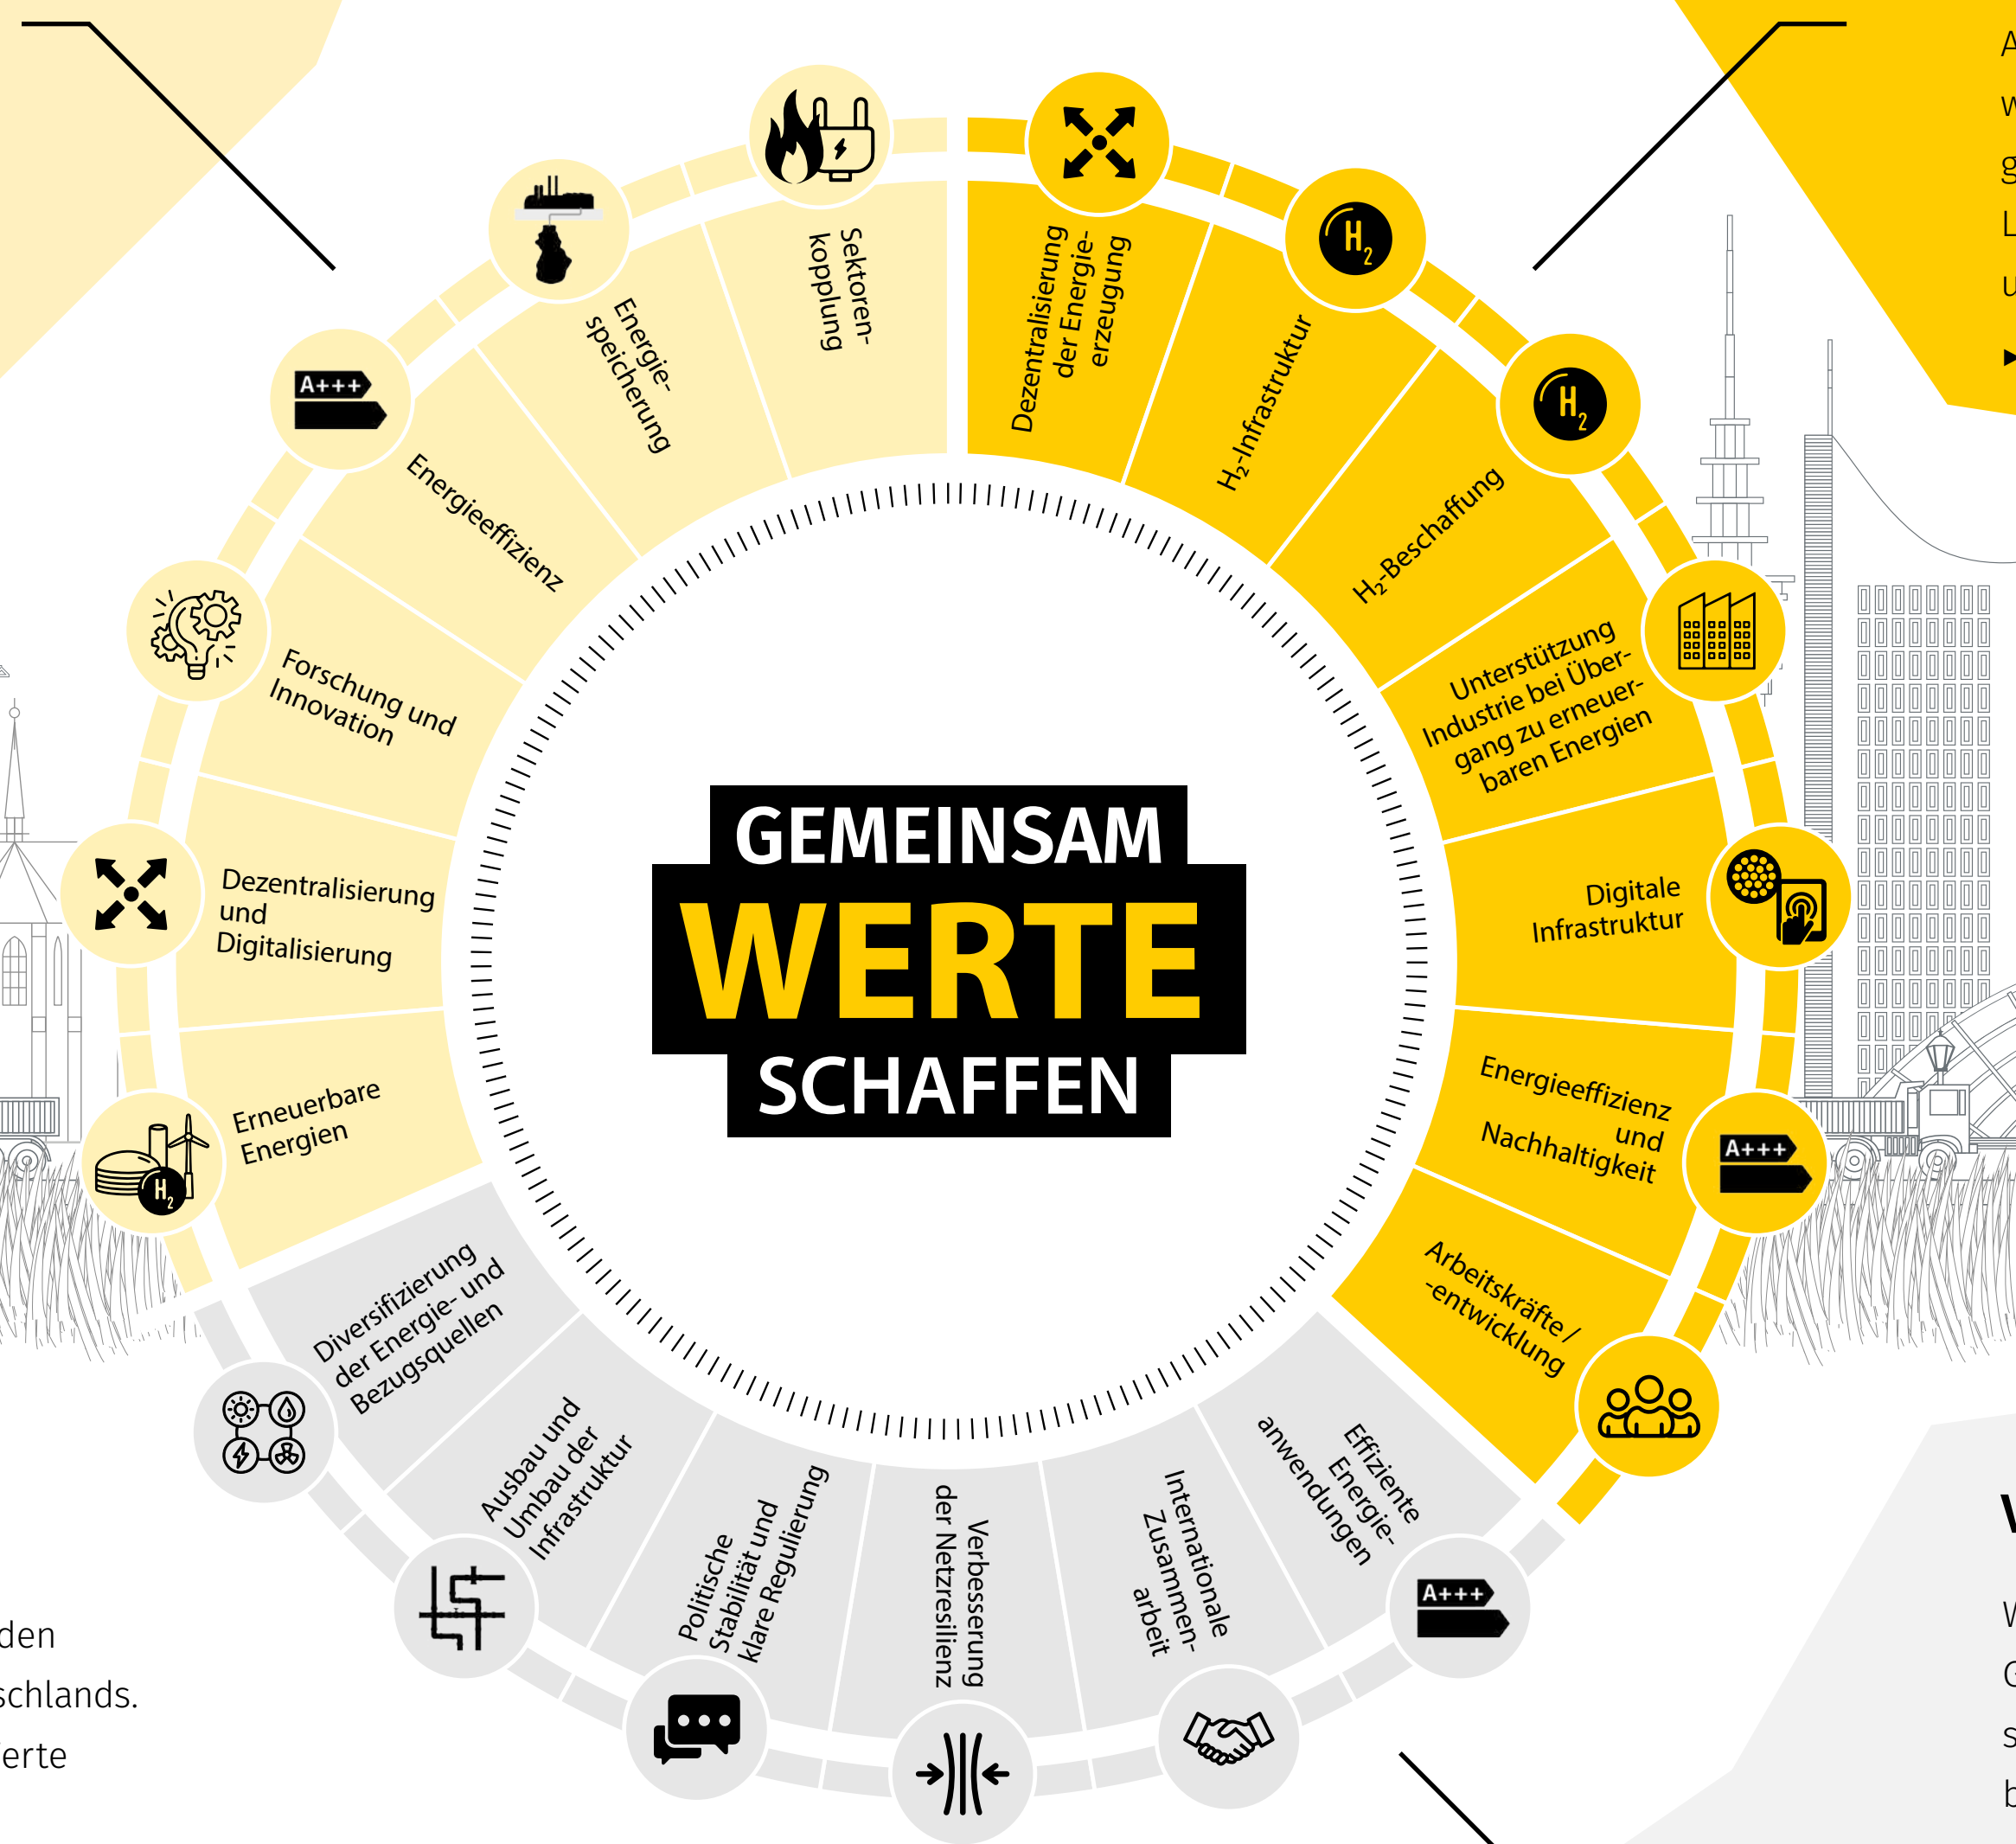 GEMEINSAM
WERTE
SCHAFFEN
Dezentralisierung
der Energie-
erzeugung
H₂
H₂-Infrastruktur
H₂
H₂-Beschaffung
Unterstützung
Industrie bei Über-
gang zu erneuer-
baren Energien
Digitale
Infrastruktur
Energieeffizienz
und
Nachhaltigkeit
A+++
Arbeitskräfte /
-entwicklung
Effiziente
Energie-
anwendungen
A+++
Internationale
Zusammen-
arbeit
Verbesserung
der Netzresilienz
Politische
Stabilität und
klare Regulierung
Ausbau und
Umbau der
Infrastruktur
Diversifizierung
der Energie- und
Bezugsquellen
Erneuerbare
Energien
H₂
Dezentralisierung
und
Digitalisierung
Forschung und
Innovation
Energieeffizienz
A+++
Energie-
speicherung
Sektoren-
kopplung
den
schlands.